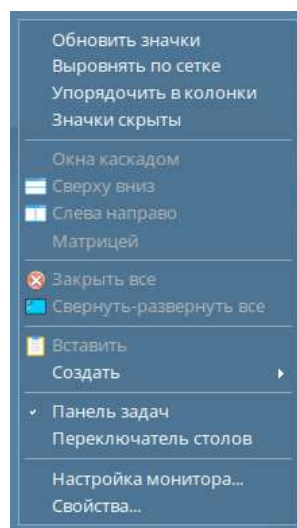 Обновить значки
Выровнять по сетке
Упорядочить в колонки
Значки скрыты
Окна каскадом
Сверху вниз
Слева направо
Матрицей
Закрыть все
Свернуть-развернуть все
Вставить
Создать
Панель задач
Переключатель столов
Настройка монитора...
Свойства...